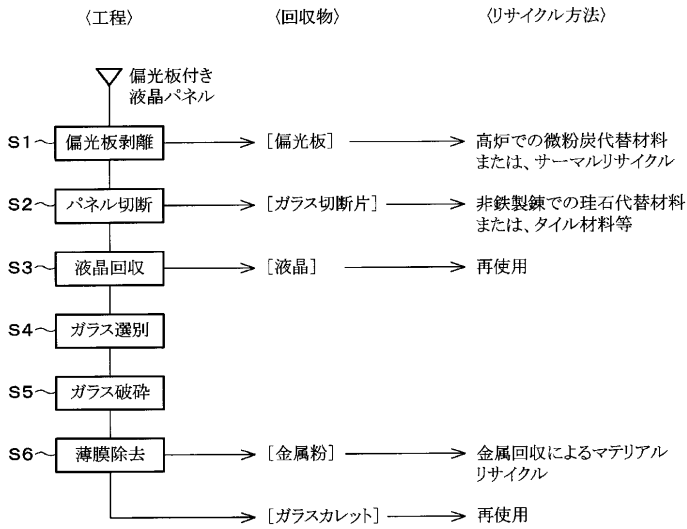 〈工程〉 〈回収物〉 〈リサイクル方法〉
偏光板付き
液晶パネル
S1 偏光板剥離 [偏光板] 高炉での微粉炭代替材料
または、サーマルリサイクル
S2 パネル切断 [ガラス切断片] 非鉄製錬での珪石代替材料
または、タイル材料等
S3 液晶回収 [液晶] 再使用
S4 ガラス選別
S5 ガラス破砕
S6 薄膜除去 [金属粉] 金属回収によるマテリアル
リサイクル
[ガラスカレット] 再使用